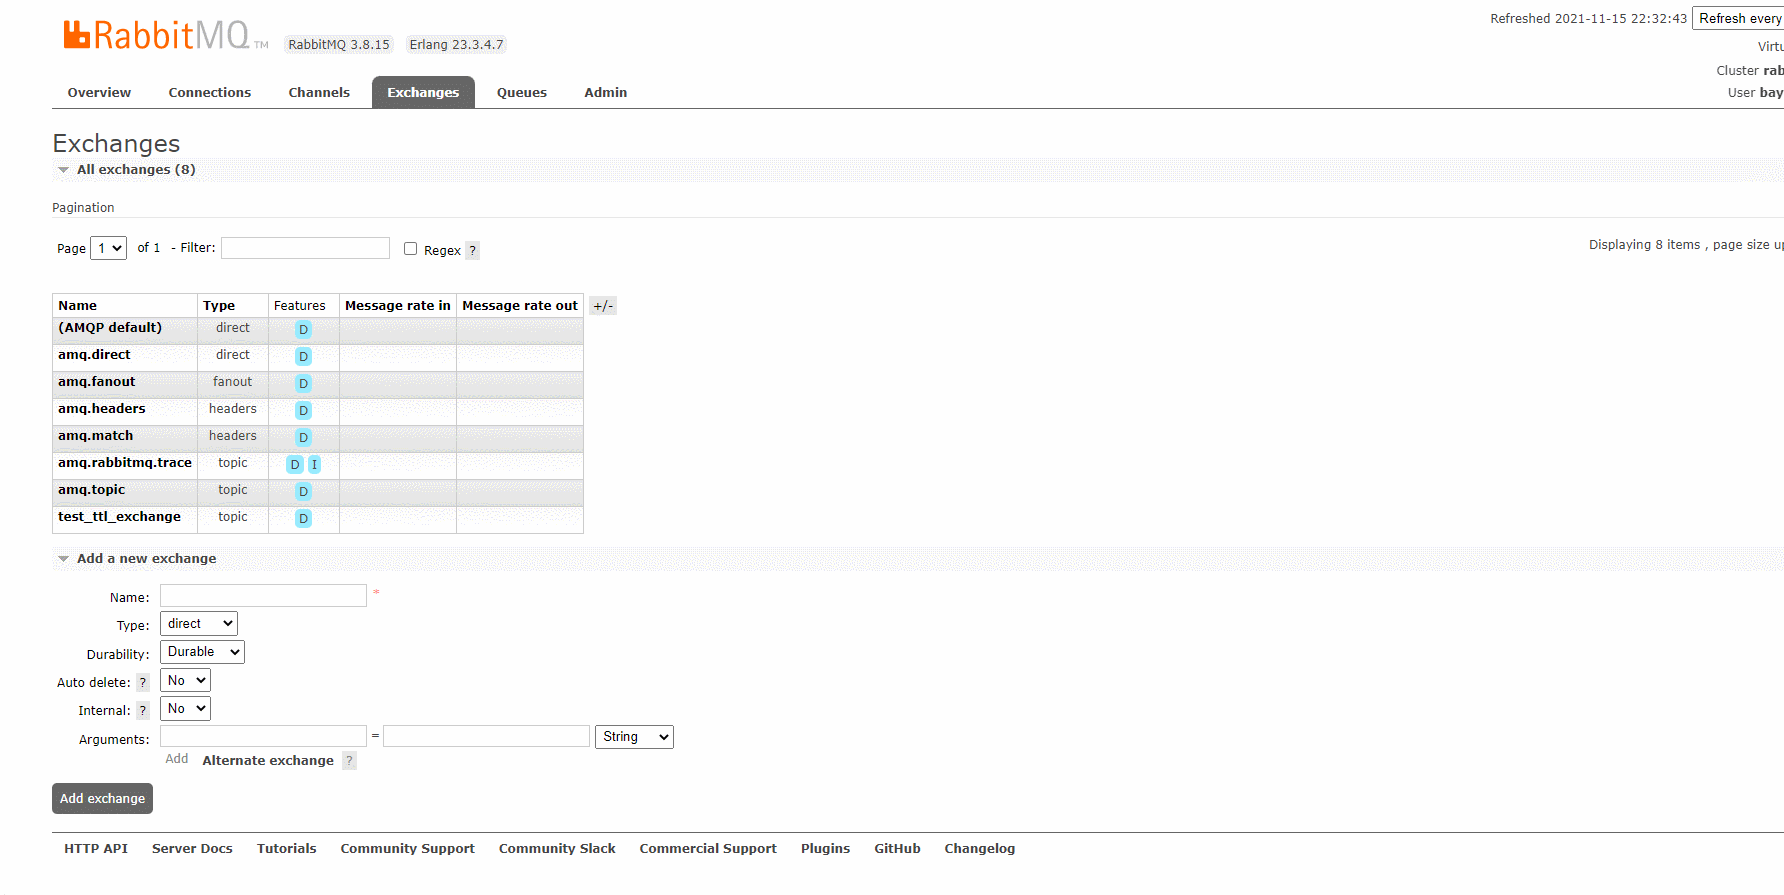 RabbitMQ TM RabbitMQ 3.8.15 Erlang 23.3.4.7
Refreshed 2021-11-15 22:32:43 Refresh every
Virtu
Cluster rab
User bay
Overview Connections Channels Exchanges Queues Admin
Exchanges
All exchanges (8)
Pagination
Page 1 of 1 - Filter: Regex ?
Displaying 8 items , page size up
Name Type Features Message rate in Message rate out +/-
(AMQP default) direct D
amq.direct direct D
amq.fanout fanout D
amq.headers headers D
amq.match headers D
amq.rabbitmq.trace topic D I
amq.topic topic D
test_ttl_exchange topic D
Add a new exchange
Name: *
Type: direct
Durability: Durable
Auto delete: ? No
Internal: ? No
Arguments: = String
Add Alternate exchange ?
Add exchange
HTTP API Server Docs Tutorials Community Support Community Slack Commercial Support Plugins GitHub Changelog